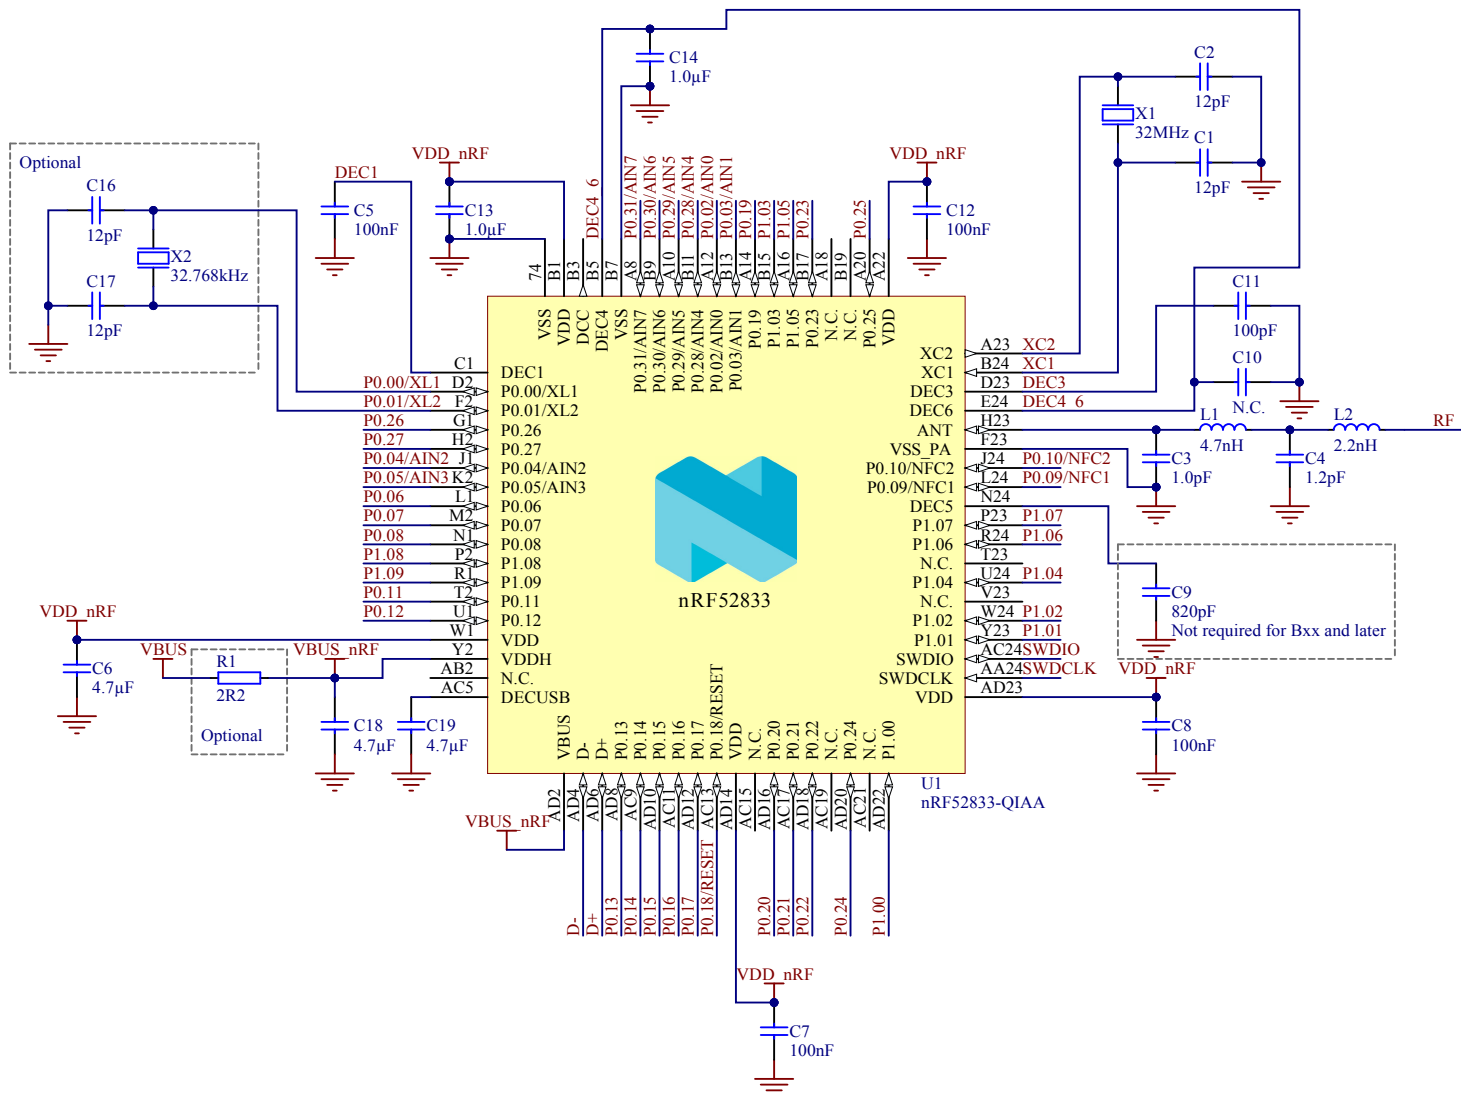 C14
1.0µF
C2
12pF
X1
32MHz
C1
12pF
Optional
C16
12pF
X2
32.768kHz
C17
12pF
DEC1
C5
100nF
VDD_nRF
C13
1.0µF
DEC4_6
P0.31/AIN7
P0.30/AIN6
P0.29/AIN5
P0.28/AIN4
P0.02/AIN0
P0.03/AIN1
P0.19
P1.03
P1.05
P0.23
P0.25
VDD_nRF
C12
100nF
74
B1
B3
B5
B7
A8
B9
A10
B11
A12
B13
A14
B15
A16
B17
A18
B19
A20
A22
VSS
VDD
DCC
DEC4
VSS
P0.31/AIN7
P0.30/AIN6
P0.29/AIN5
P0.28/AIN4
P0.02/AIN0
P0.03/AIN1
P0.19
P1.03
P1.05
P0.23
N.C.
N.C.
P0.25
VDD
C11
100pF
C10
N.C.
C1 DEC1
P0.00/XL1 D2 P0.00/XL1
P0.01/XL2 F2 P0.01/XL2
P0.26 G1 P0.26
P0.27 H2 P0.27
P0.04/AIN2 J1 P0.04/AIN2
P0.05/AIN3 K2 P0.05/AIN3
P0.06 L1 P0.06
P0.07 M2 P0.07
P0.08 N1 P0.08
P1.08 P2 P1.08
P1.09 R1 P1.09
P0.11 T2 P0.11
P0.12 U1 P0.12
W1 VDD
Y2 VDDH
AB2 N.C.
AC5 DECUSB
XC2 A23 XC2
XC1 B24 XC1
DEC3 D23 DEC3
DEC6 E24 DEC4_6
ANT H23
VSS_PA F23
P0.10/NFC2 J24 P0.10/NFC2
P0.09/NFC1 L24 P0.09/NFC1
DEC5 N24
P1.07 P23 P1.07
P1.06 R24 P1.06
N.C. T23
P1.04 U24 P1.04
N.C. V23
P1.02 W24 P1.02
P1.01 Y23 P1.01
SWDIO AC24 SWDIO
SWDCLK AA24 SWDCLK
VDD AD23
L1
4.7nH
L2
2.2nH
RF
C3
1.0pF
C4
1.2pF
C9
820pF
Not required for Bxx and later
VDD_nRF
C8
100nF
nRF52833
VDD_nRF
C6
4.7µF
VBUS
R1
2R2
Optional
VBUS_nRF
C18
4.7µF
C19
4.7µF
VBUS
D-
D+
P0.13
P0.14
P0.15
P0.16
P0.17
P0.18/RESET
VDD
N.C.
P0.20
P0.21
P0.22
N.C.
P0.24
N.C.
P1.00
U1
nRF52833-QIAA
AD2
AD4
AD6
AD8
AC9
AD10
AC11
AD12
AC13
AD14
AC15
AD16
AC17
AD18
AC19
AD20
AC21
AD22
VBUS_nRF
D-
D+
P0.13
P0.14
P0.15
P0.16
P0.17
P0.18/RESET
P0.20
P0.21
P0.22
P0.24
P1.00
VDD_nRF
C7
100nF